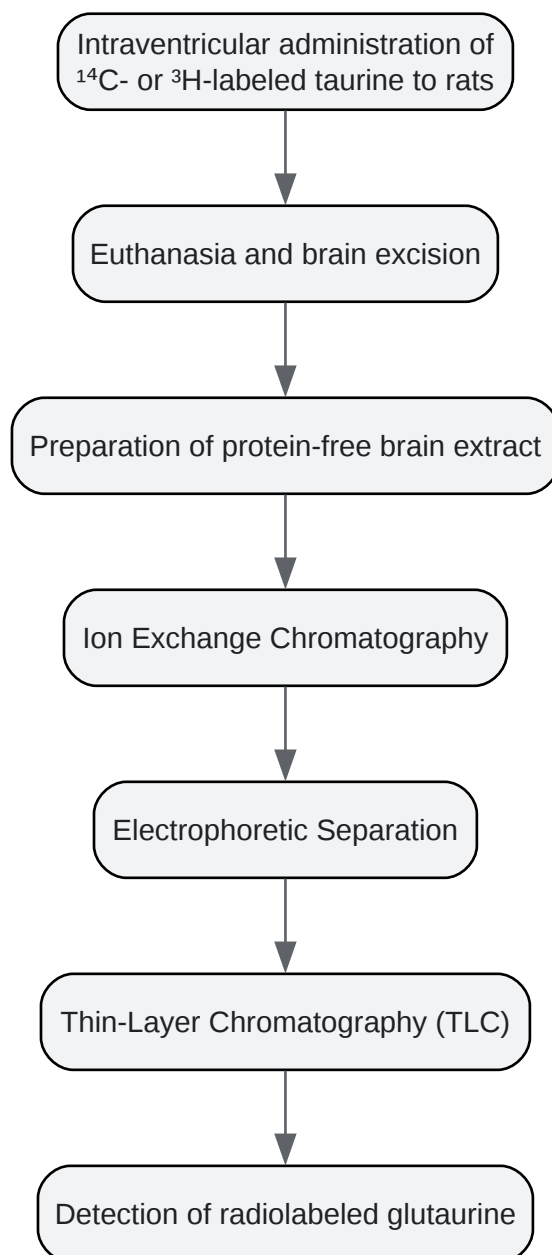 Intraventricular administration of
¹⁴C- or ³H-labeled taurine to rats
Euthanasia and brain excision
Preparation of protein-free brain extract
Ion Exchange Chromatography
Electrophoretic Separation
Thin-Layer Chromatography (TLC)
Detection of radiolabeled glutaurine